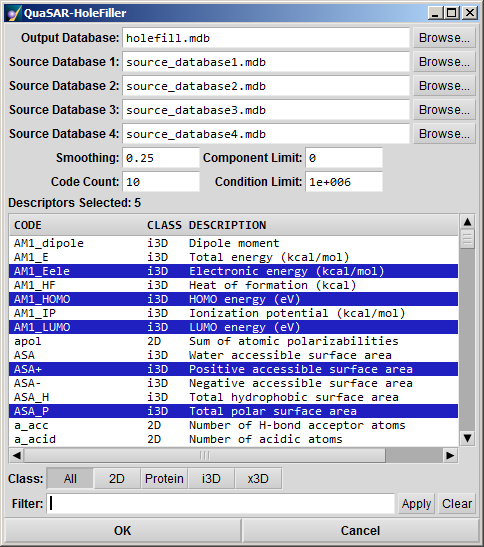 QuaSAR-HoleFiller
Output Database: holefill.mdb Browse...
Source Database 1: source_database1.mdb Browse...
Source Database 2: source_database2.mdb Browse...
Source Database 3: source_database3.mdb Browse...
Source Database 4: source_database4.mdb Browse...
Smoothing: 0.25 Component Limit: 0
Code Count: 10 Condition Limit: 1e+006
Descriptors Selected: 5
CODE CLASS DESCRIPTION
AM1_dipole i3D Dipole moment
AM1_E i3D Total energy (kcal/mol)
AM1_Eele i3D Electronic energy (kcal/mol)
AM1_HF i3D Heat of formation (kcal)
AM1_HOMO i3D HOMO energy (eV)
AM1_IP i3D Ionization potential (kcal/mol)
AM1_LUMO i3D LUMO energy (eV)
apol 2D Sum of atomic polarizabilities
ASA i3D Water accessible surface area
ASA+ i3D Positive accessible surface area
ASA- i3D Negative accessible surface area
ASA_H i3D Total hydrophobic surface area
ASA_P i3D Total polar surface area
a_acc 2D Number of H-bond acceptor atoms
a_acid 2D Number of acidic atoms
Class: All 2D Protein i3D x3D
Filter: Apply Clear
OK Cancel